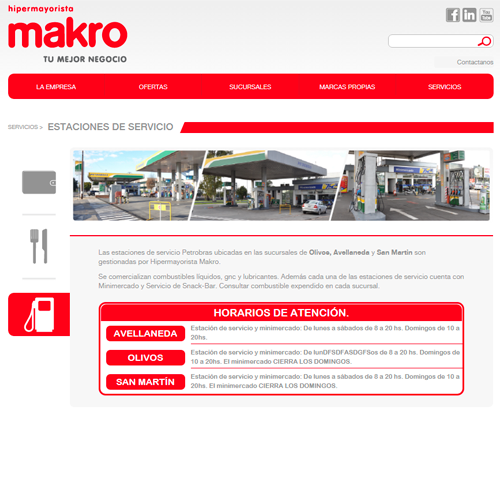 hipermayorista
makro
TU MEJOR NEGOCIO
You
Tube
Contactanos
LA EMPRESA OFERTAS SUCURSALES MARCAS PROPIAS SERVICIOS
SERVICIOS > ESTACIONES DE SERVICIO
Las estaciones de servicio Petrobras ubicadas en las sucursales de Olivos, Avellaneda y San Martín son
gestionadas por Hipermayorista Makro.
Se comercializan combustibles líquidos, gnc y lubricantes. Además cada una de las estaciones de servicio cuenta con
Minimercado y Servicio de Snack-Bar. Consultar combustible expendido en cada sucursal.
HORARIOS DE ATENCIÓN.
AVELLANEDA
Estación de servicio y minimercado: De lunes a sábados de 8 a 20 hs. Domingos de 10 a
20hs.
OLIVOS
Estación de servicio y minimercado: De lunDFSDFASDGFSos de 8 a 20 hs. Domingos de
10 a 20hs. El minimercado CIERRA LOS DOMINGOS.
SAN MARTÍN
Estación de servicio y minimercado: De lunes a sábados de 8 a 20 hs. Domingos de 10 a
20 hs. El minimercado CIERRA LOS DOMINGOS.